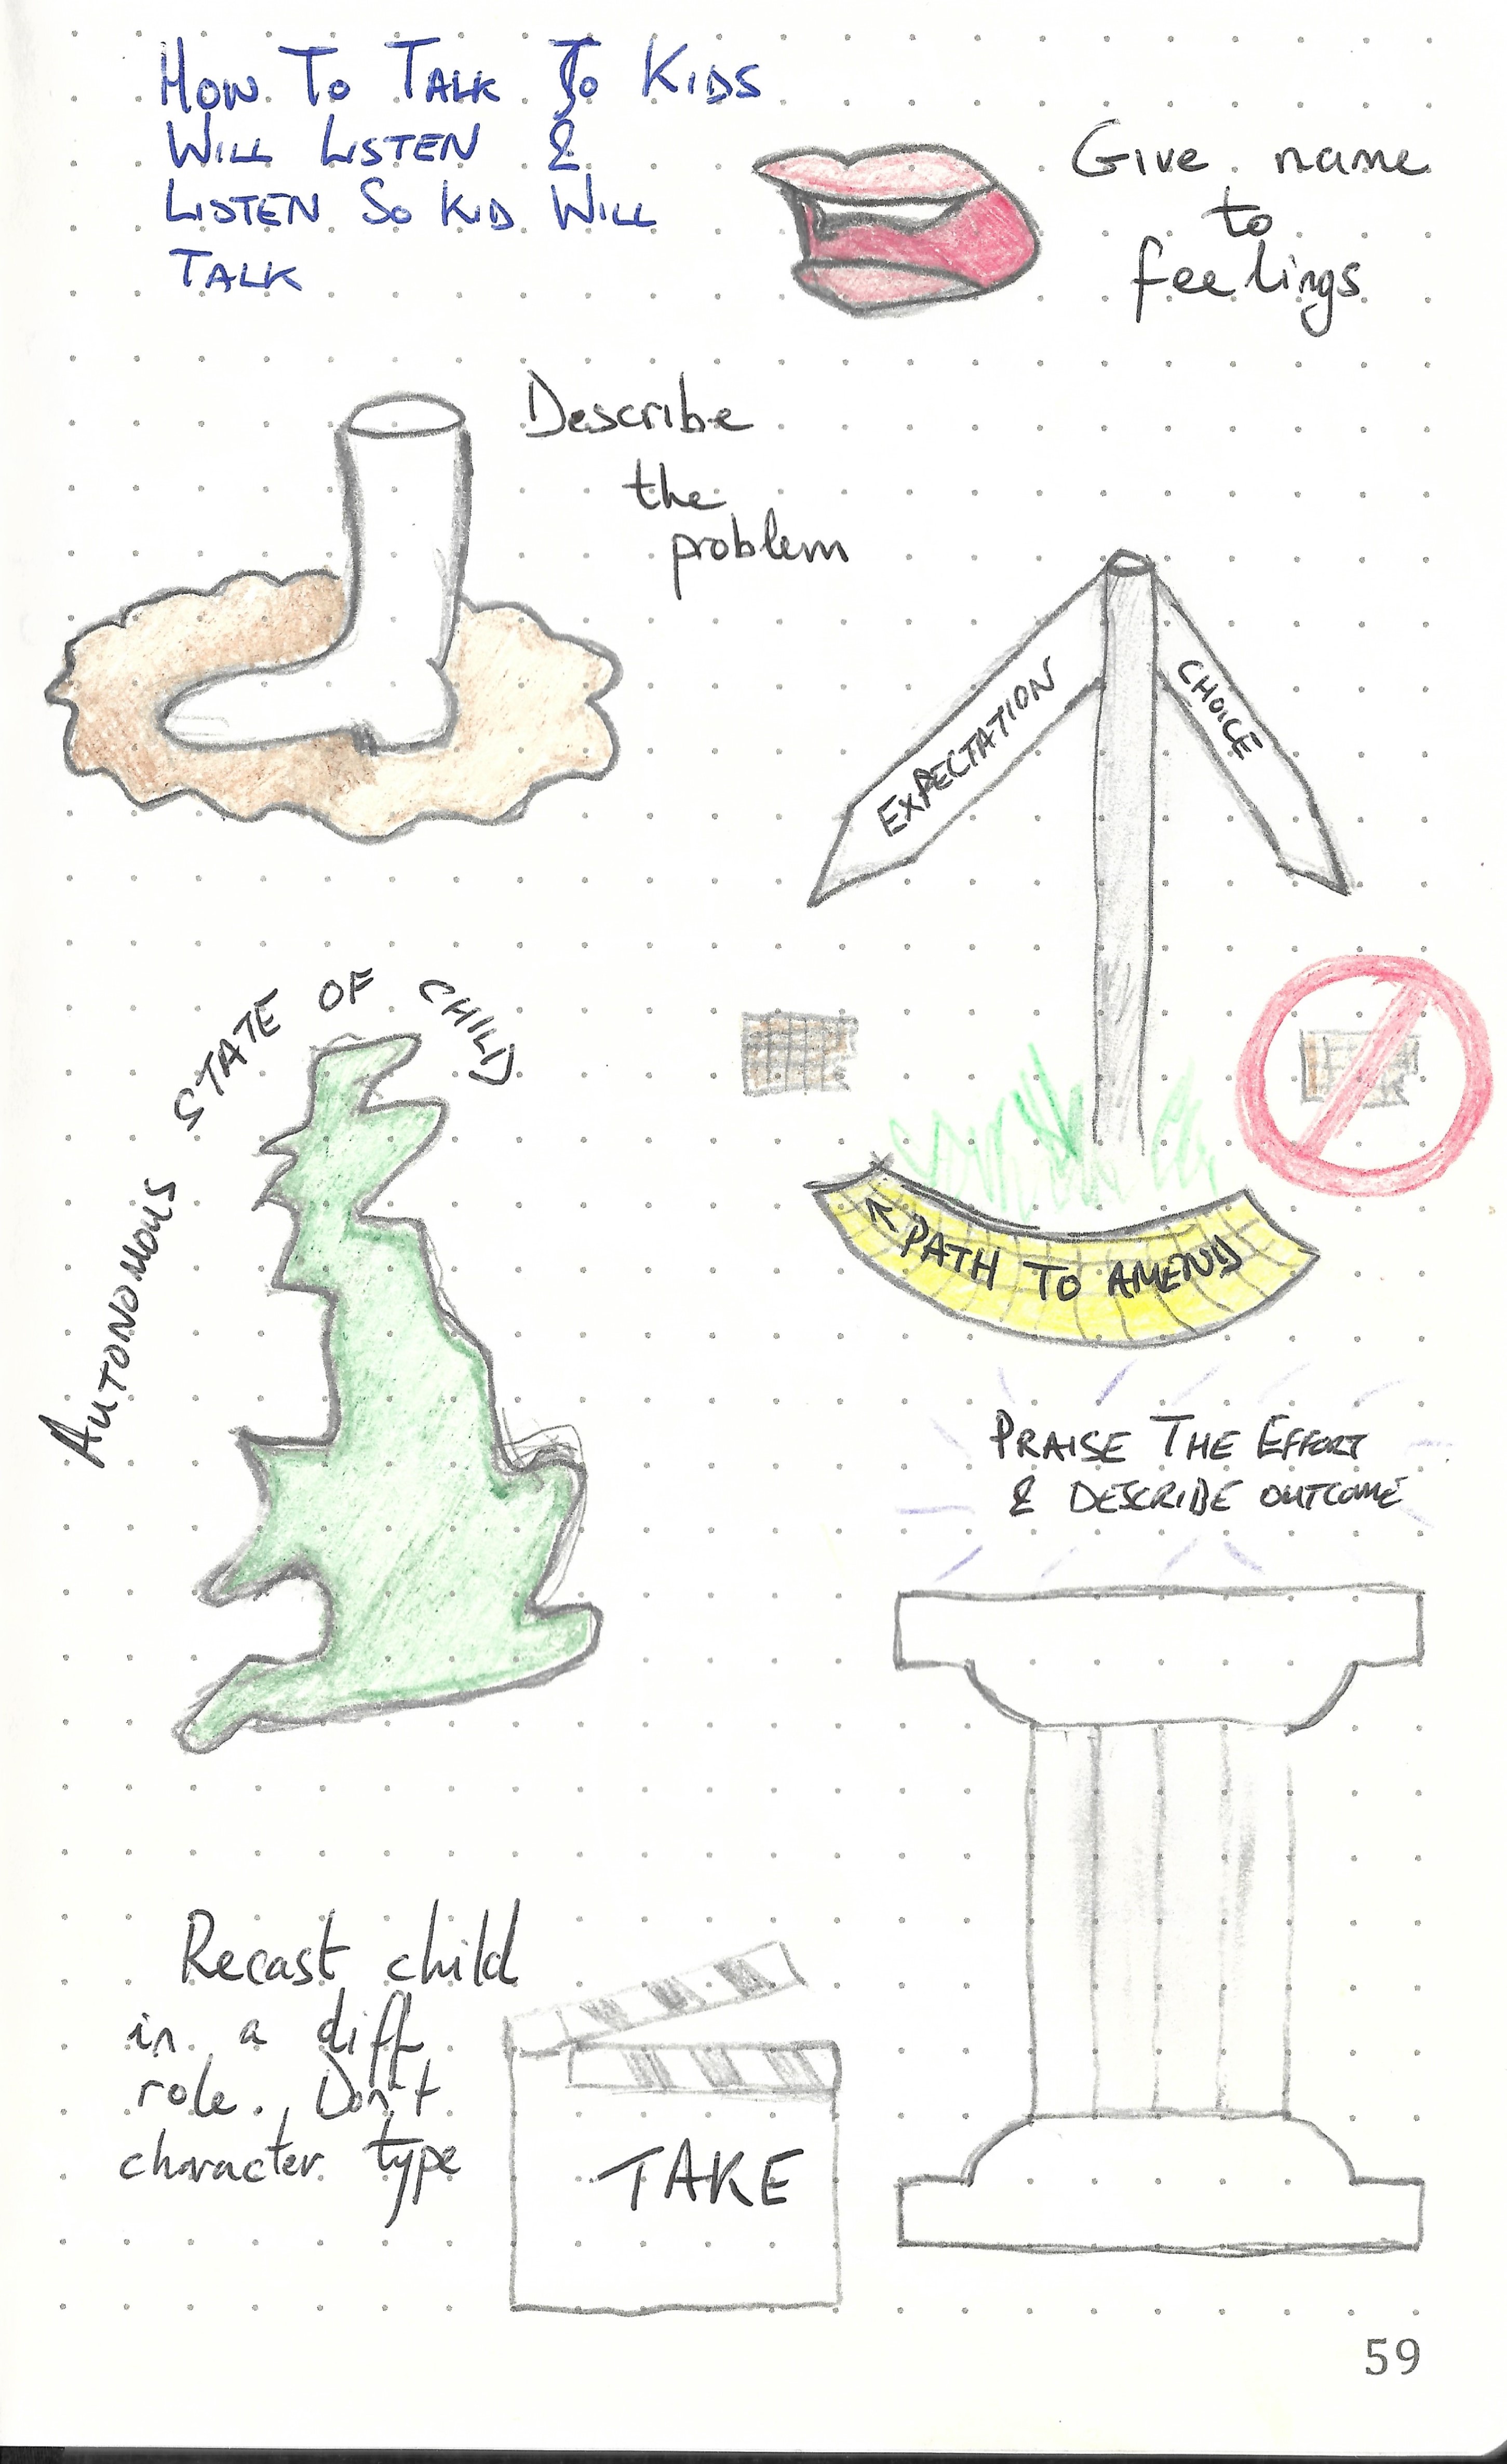 HOW TO TALK SO KIDS
WILL LISTEN &
LISTEN SO KID WILL
TALK
Give name
to
feelings
Describe
the
problem
EXPECTATION
CHOICE
AUTONOMOUS STATE OF CHILD
↑ PATH TO AMEND
PRAISE THE EFFORT
& DESCRIBE OUTCOME
Recast child
in a diff
role. Don't
character type
TAKE
59